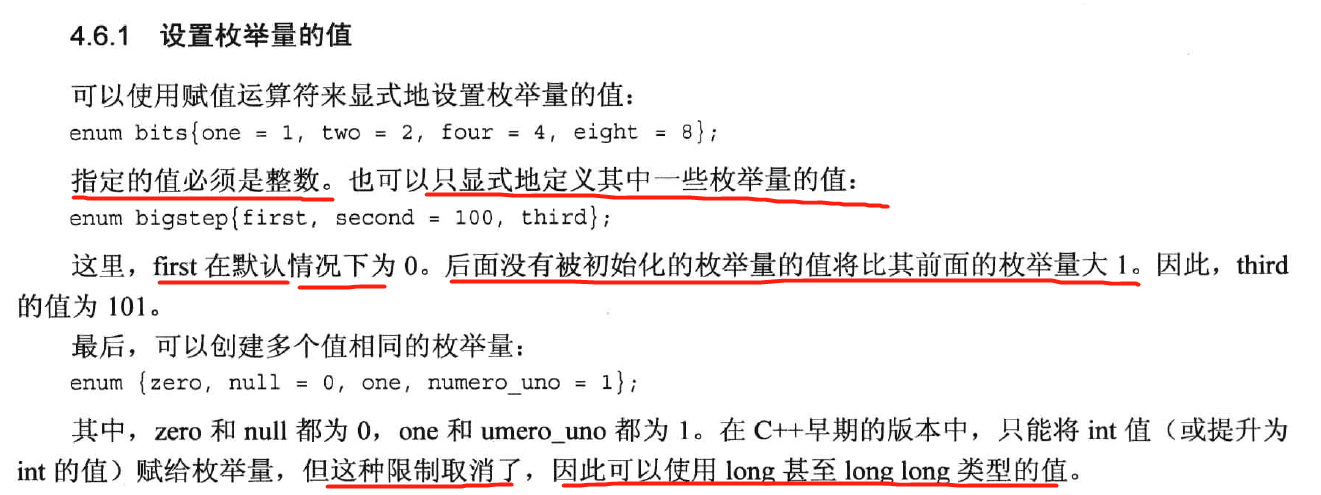 4.6.1 设置枚举量的值
可以使用赋值运算符来显式地设置枚举量的值：
enum bits{one = 1, two = 2, four = 4, eight = 8};
指定的值必须是整数。也可以只显式地定义其中一些枚举量的值：
enum bigstep{first, second = 100, third};
这里，first 在默认情况下为 0。后面没有被初始化的枚举量的值将比其前面的枚举量大 1。因此，third
的值为 101。
最后，可以创建多个值相同的枚举量：
enum {zero, null = 0, one, numero_uno = 1};
其中，zero 和 null 都为 0，one 和 umero_uno 都为 1。在 C++早期的版本中，只能将 int 值（或提升为
int 的值）赋给枚举量，但这种限制取消了，因此可以使用 long 甚至 long long 类型的值。